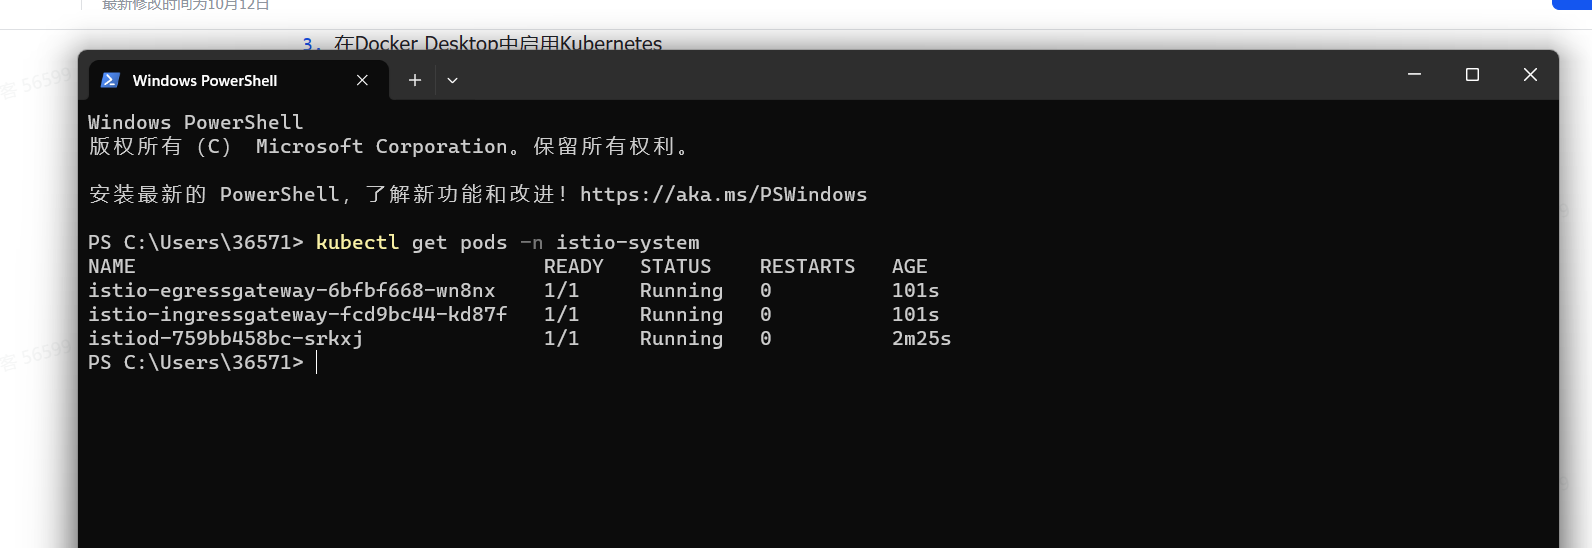 最新修改时间为10月12日
3. 在Docker Desktop中启用Kubernetes
客 56599
Windows PowerShell
Windows PowerShell
版权所有 (C) Microsoft Corporation。保留所有权利。
安装最新的 PowerShell，了解新功能和改进！https://aka.ms/PSWindows
PS C:\Users\36571> kubectl get pods -n istio-system
NAME READY STATUS RESTARTS AGE
istio-egressgateway-6bfbf668-wn8nx 1/1 Running 0 101s
istio-ingressgateway-fcd9bc44-kd87f 1/1 Running 0 101s
istiod-759bb458bc-srkxj 1/1 Running 0 2m25s
客 56599
PS C:\Users\36571>